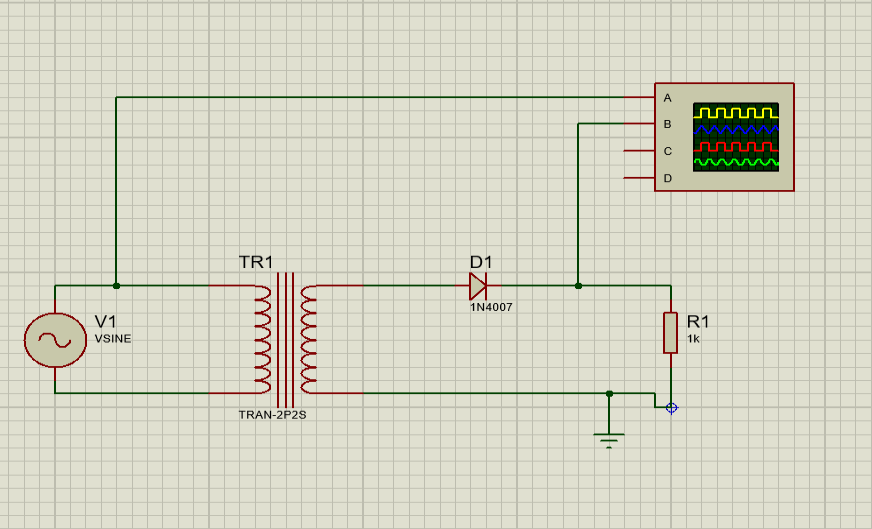 A
B
C
D
TR1
D1
1N4007
V1
VSINE
R1
1k
TRAN-2P2S